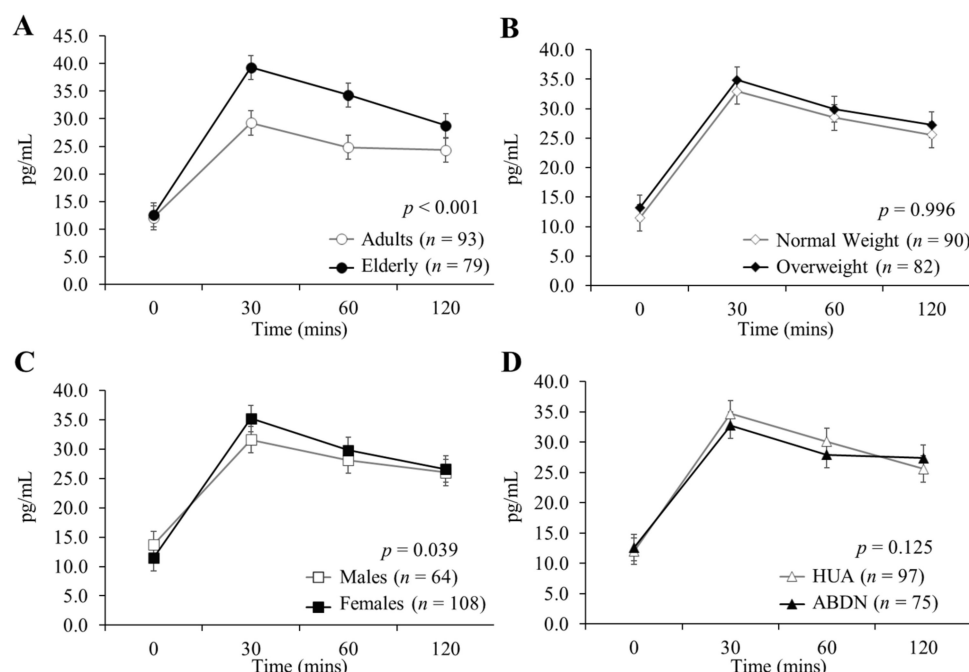 A
45.0
40.0
35.0
30.0
25.0
20.0
15.0
10.0
5.0
0.0
pg/mL
p < 0.001
Adults (n = 93)
Elderly (n = 79)
0 30 60 120
Time (mins)
B
40.0
35.0
30.0
25.0
20.0
15.0
10.0
5.0
0.0
pg/mL
p = 0.996
Normal Weight (n = 90)
Overweight (n = 82)
0 30 60 120
Time (mins)
C
40.0
35.0
30.0
25.0
20.0
15.0
10.0
5.0
0.0
pg/mL
p = 0.039
Males (n = 64)
Females (n = 108)
0 30 60 120
Time (mins)
D
40.0
35.0
30.0
25.0
20.0
15.0
10.0
5.0
0.0
pg/mL
p = 0.125
HUA (n = 97)
ABDN (n = 75)
0 30 60 120
Time (mins)